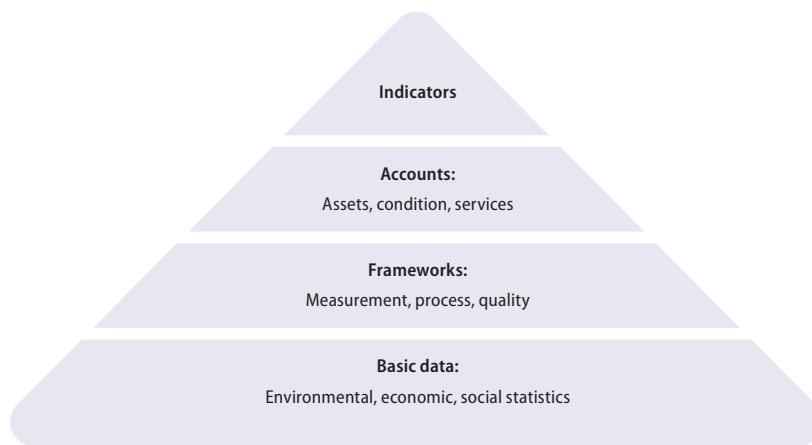 Indicators
Accounts:
Assets, condition, services
Frameworks:
Measurement, process, quality
Basic data:
Environmental, economic, social statistics